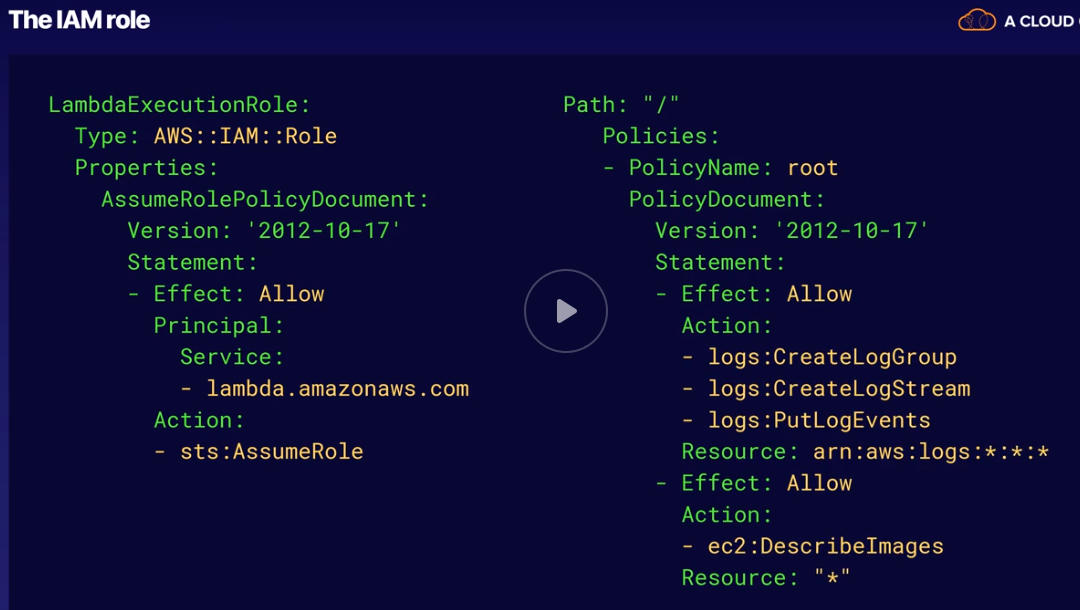 The IAM role
A CLOUD
LambdaExecutionRole:
Type: AWS::IAM::Role
Properties:
AssumeRolePolicyDocument:
Version: '2012-10-17'
Statement:
- Effect: Allow
Principal:
Service:
- lambda.amazonaws.com
Action:
- sts:AssumeRole
Path: "/"
Policies:
- PolicyName: root
PolicyDocument:
Version: '2012-10-17'
Statement:
- Effect: Allow
Action:
- logs:CreateLogGroup
- logs:CreateLogStream
- logs:PutLogEvents
Resource: arn:aws:logs:*:*:*
- Effect: Allow
Action:
- ec2:DescribeImages
Resource: "*"